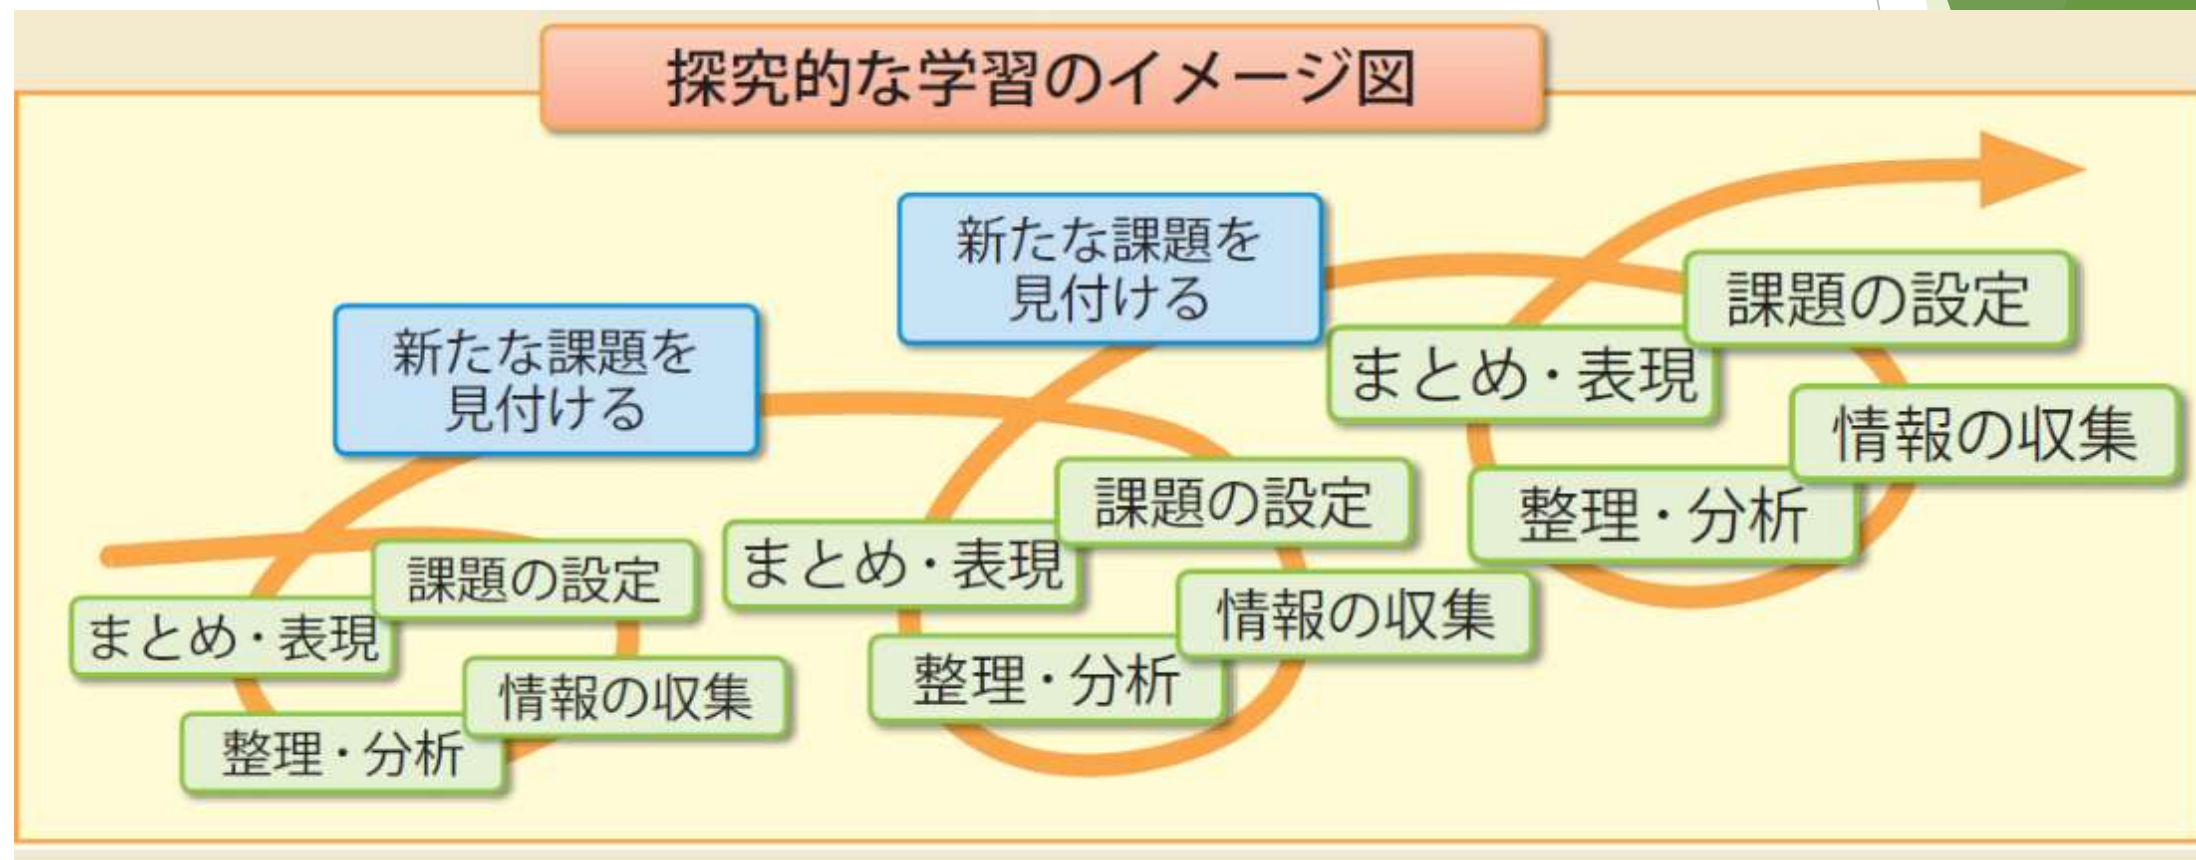 探究的な学習のイメージ図
新たな課題を
見付ける
課題の設定
情報の収集
整理・分析
まとめ・表現
新たな課題を
見付ける
課題の設定
情報の収集
整理・分析
まとめ・表現
課題の設定
情報の収集
整理・分析
まとめ・表現